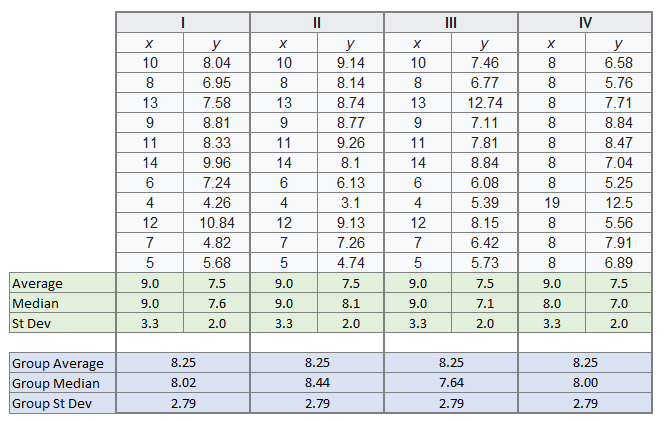 I II III IV
x y x y x y x y
10 8.04 10 9.14 10 7.46 8 6.58
8 6.95 8 8.14 8 6.77 8 5.76
13 7.58 13 8.74 13 12.74 8 7.71
9 8.81 9 8.77 9 7.11 8 8.84
11 8.33 11 9.26 11 7.81 8 8.47
14 9.96 14 8.1 14 8.84 8 7.04
6 7.24 6 6.13 6 6.08 8 5.25
4 4.26 4 3.1 4 5.39 19 12.5
12 10.84 12 9.13 12 8.15 8 5.56
7 4.82 7 7.26 7 6.42 8 7.91
5 5.68 5 4.74 5 5.73 8 6.89
Average 9.0 7.5 9.0 7.5 9.0 7.5 9.0 7.5
Median 9.0 7.6 9.0 8.1 9.0 7.1 8.0 7.0
St Dev 3.3 2.0 3.3 2.0 3.3 2.0 3.3 2.0
Group Average 8.25 8.25 8.25 8.25
Group Median 8.02 8.44 7.64 8.00
Group St Dev 2.79 2.79 2.79 2.79